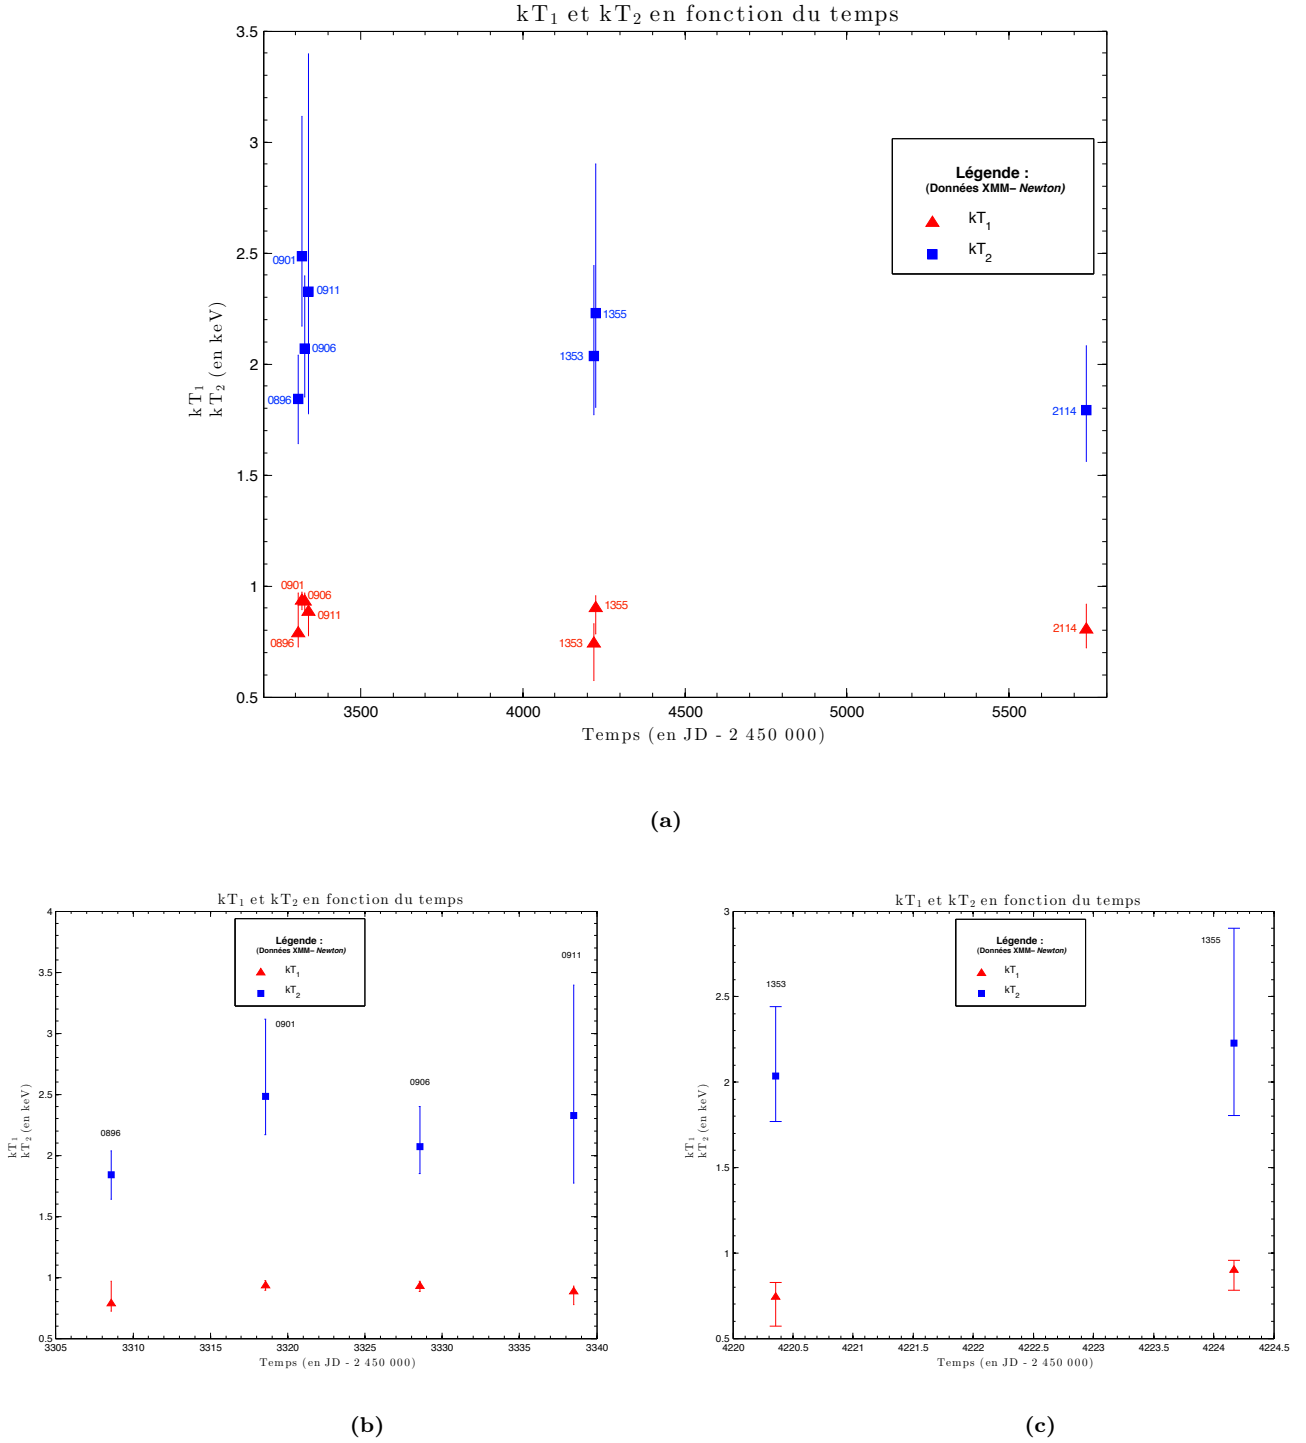 kT1 et kT2 en fonction du temps
3.5
3
2.5
2
1.5
1
0.5
kT1
kT2 (en keV)
Légende :
(Données XMM– Newton)
kT1
kT2
0901
0911
0906
0896
1355
1353
2114
0901
0906
0911
0896
1355
1353
2114
3500
4000
4500
5000
5500
Temps (en JD - 2 450 000)
(a)
kT1 et kT2 en fonction du temps
4
3.5
3
2.5
2
1.5
1
0.5
kT1
kT2 (en keV)
Légende :
(Données XMM– Newton)
kT1
kT2
0896
0901
0906
0911
3305
3310
3315
3320
3325
3330
3335
3340
Temps (en JD - 2 450 000)
(b)
kT1 et kT2 en fonction du temps
3
2.5
2
1.5
1
0.5
kT1
kT2 (en keV)
Légende :
(Données XMM– Newton)
kT1
kT2
1353
1355
4220
4220.5
4221
4221.5
4222
4222.5
4223
4223.5
4224
4224.5
Temps (en JD - 2 450 000)
(c)